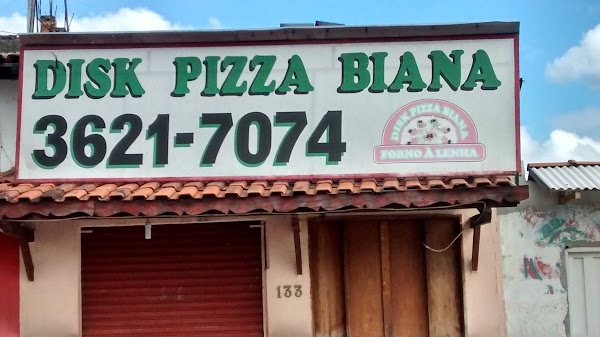 DISK PIZZA BIANA
3621-7074
DISK PIZZA BIANA
FORNO À LENHA
133